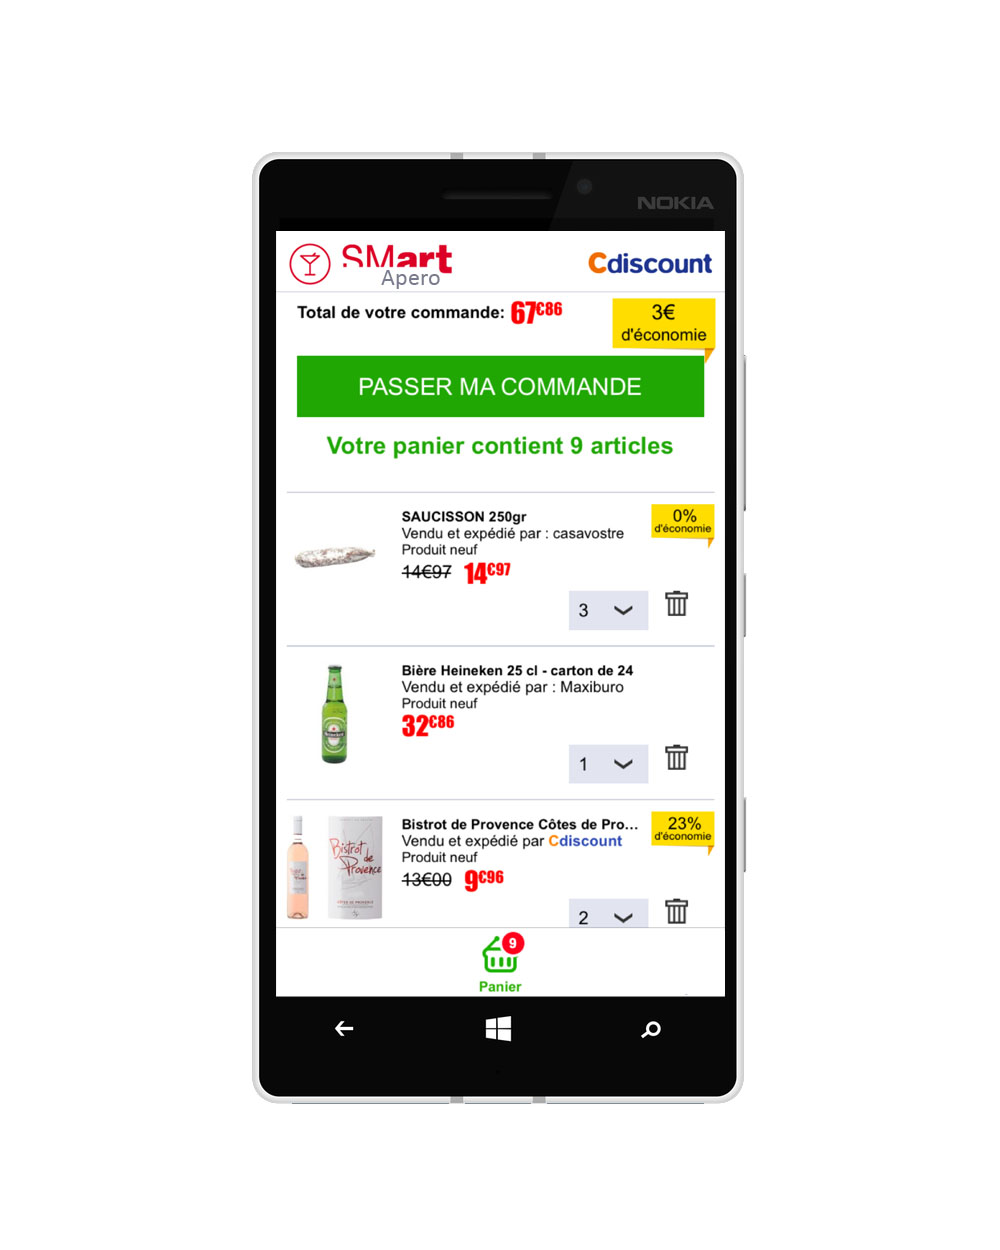 NOKIA
SMart
Apero
Cdiscount
Total de votre commande: 67€86
3€
d'économie
PASSER MA COMMANDE
Votre panier contient 9 articles
SAUCISSON 250gr
Vendu et expédié par : casavostre
Produit neuf
14€97 14€97
0%
d'économie
3
Bière Heineken 25 cl - carton de 24
Vendu et expédié par : Maxiburo
Produit neuf
32€86
Heineken
1
Bistrot de Provence Côtes de Pro...
Vendu et expédié par Cdiscount
Produit neuf
13€00 9€96
23%
d'économie
Bistrot
de
Provence
CÔTES DE PROVENCE
2
9
Panier